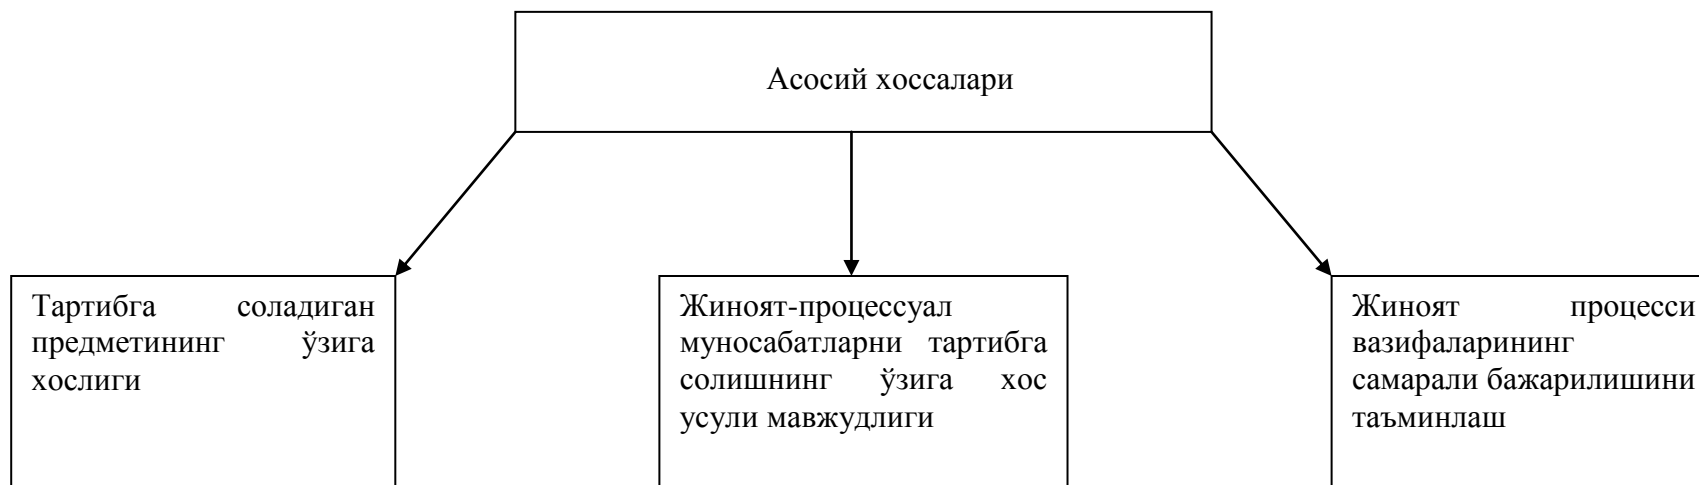 Асосий хоссалари
Тартибга соладиган
предметининг ўзига
хослиги
Жиноят-процессуал
муносабатларни тартибга
солишнинг ўзига хос
усули мавжудлиги
Жиноят процесси
вазифаларининг
самарали бажарилишини
таъминлаш